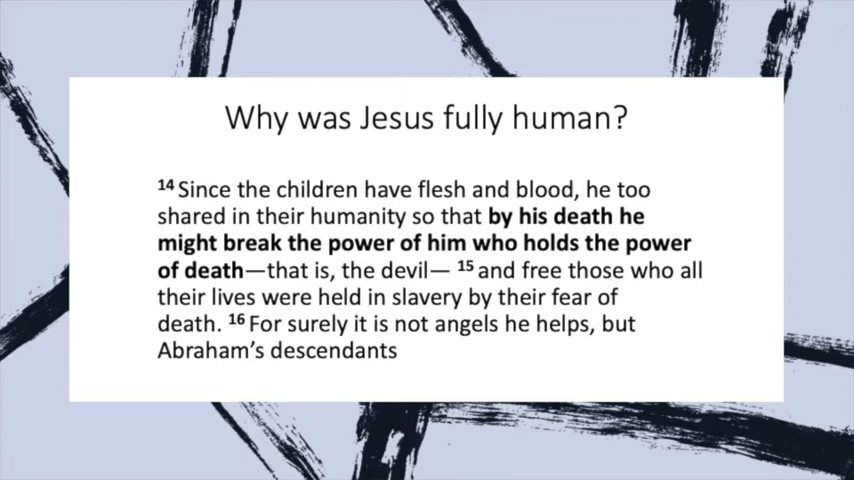 Why was Jesus fully human?
14 Since the children have flesh and blood, he too
shared in their humanity so that by his death he
might break the power of him who holds the power
of death—that is, the devil— 15 and free those who all
their lives were held in slavery by their fear of
death. 16 For surely it is not angels he helps, but
Abraham's descendants